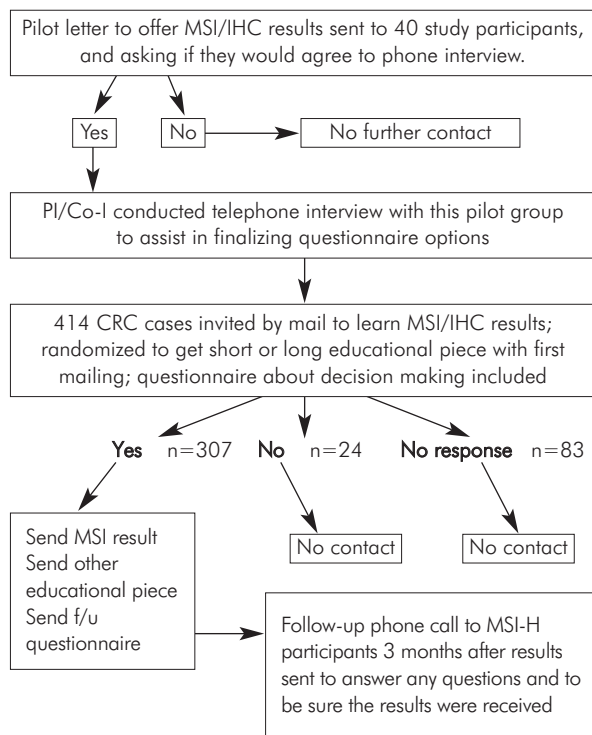 Pilot letter to offer MSI/IHC results sent to 40 study participants,
and asking if they would agree to phone interview.
Yes
No
No further contact
PI/Co-I conducted telephone interview with this pilot group
to assist in finalizing questionnaire options
414 CRC cases invited by mail to learn MSI/IHC results;
randomized to get short or long educational piece with first
mailing; questionnaire about decision making included
Yes n=307 No n=24 No response n=83
Send MSI result
Send other
educational piece
Send f/u
questionnaire
No contact
No contact
Follow-up phone call to MSI-H
participants 3 months after results
sent to answer any questions and to
be sure the results were received